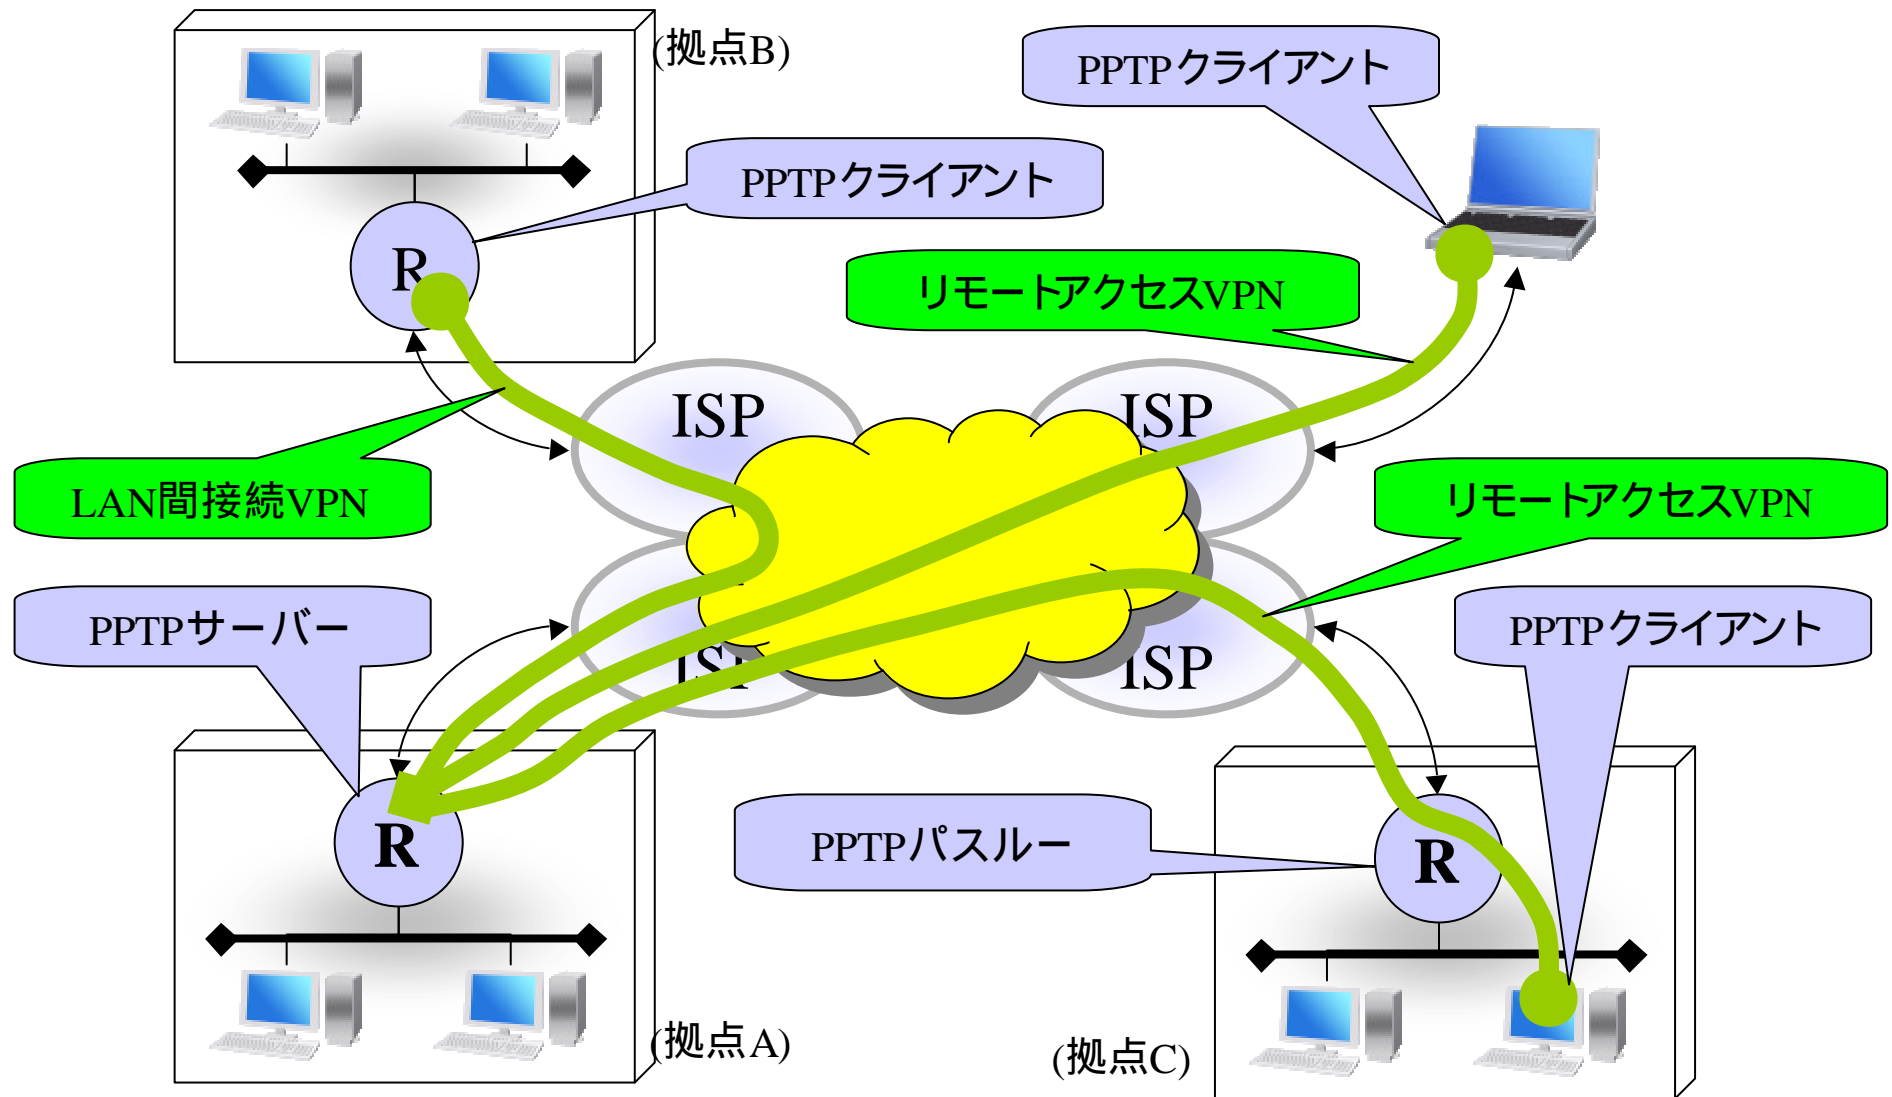 (拠点B)
PPTPクライアント
PPTPクライアント
R
リモートアクセスVPN
ISP
ISP
LAN間接続VPN
リモートアクセスVPN
PPTPサーバー
PPTPクライアント
ISP
ISP
R
PPTPパスルー
R
(拠点A)
(拠点C)